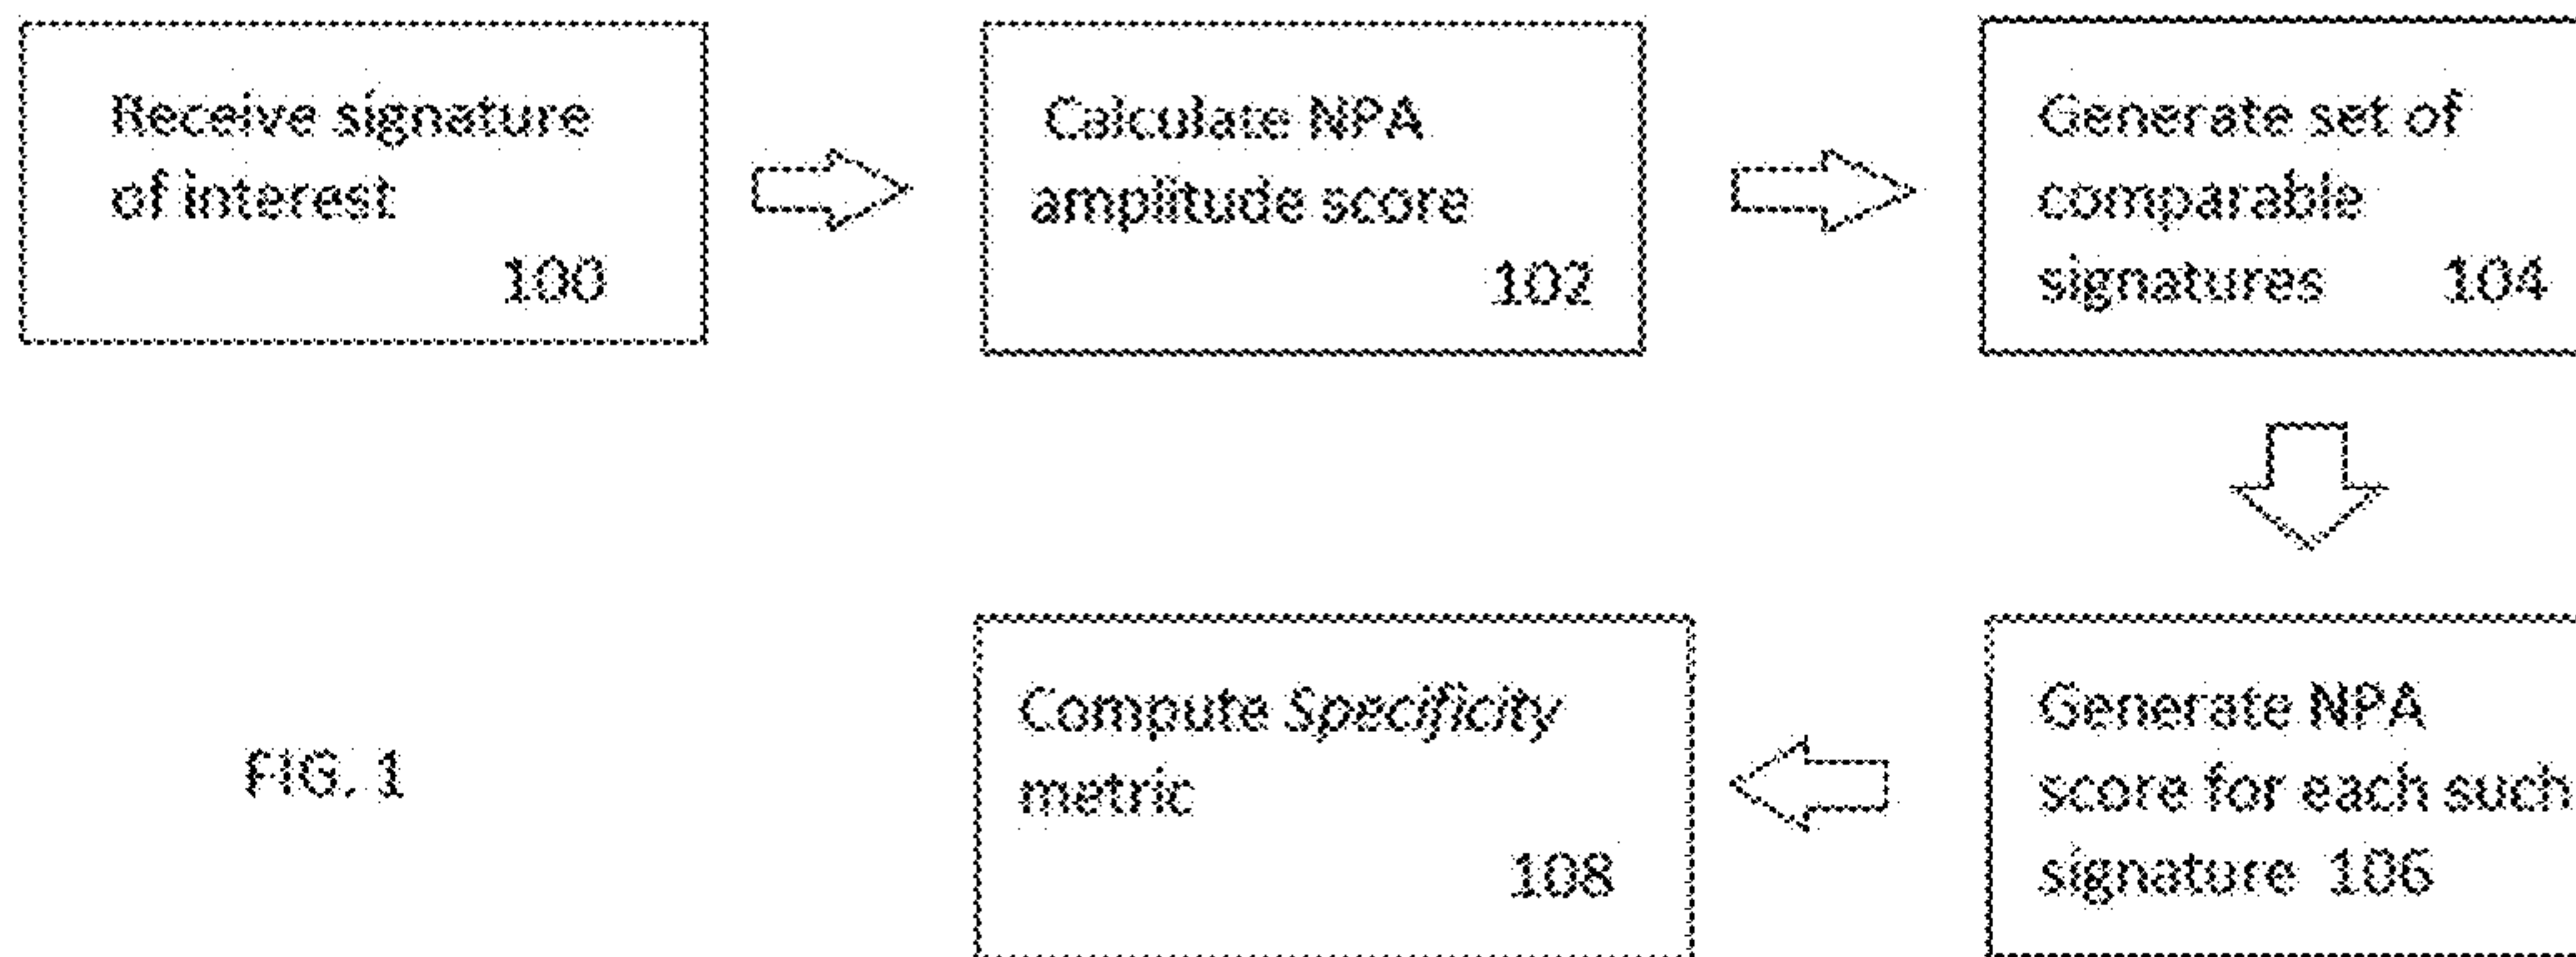 Receive signature
of interest
100
Calculate NPA
amplitude score
102
Generate set of
comparable
signatures 104
Generate NPA
score for each such
signature 106
Compute Specificity
metric
108
FIG. 1